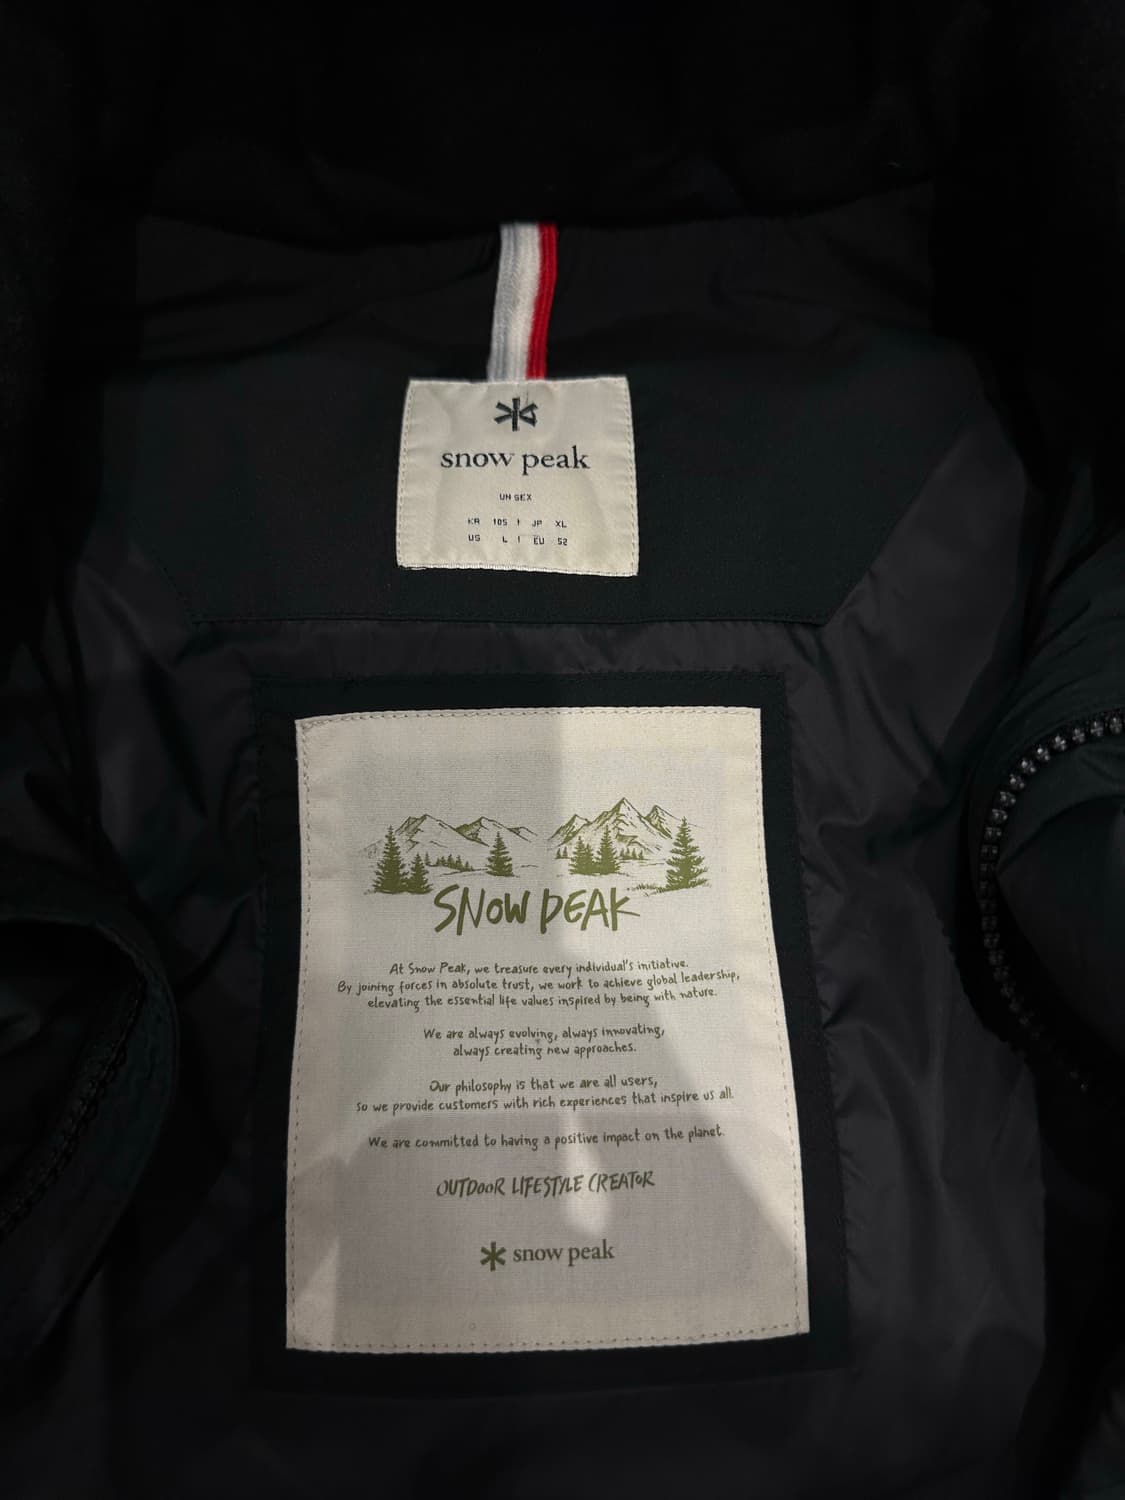 snow peak
UNISEX
KR 105 | JP XL
US L | EU 52
SNOW PEAK
At Snow Peak, we treasure every individual's initiative.
By joining forces in absolute trust, we work to achieve global leadership,
elevating the essential life values inspired by being with nature.
We are always evolving, always innovating,
always creating new approaches.
Our philosophy is that we are all users,
so we provide customers with rich experiences that inspire us all.
We are committed to having a positive impact on the planet.
OUTDOOR LIFESTYLE CREATOR
snow peak